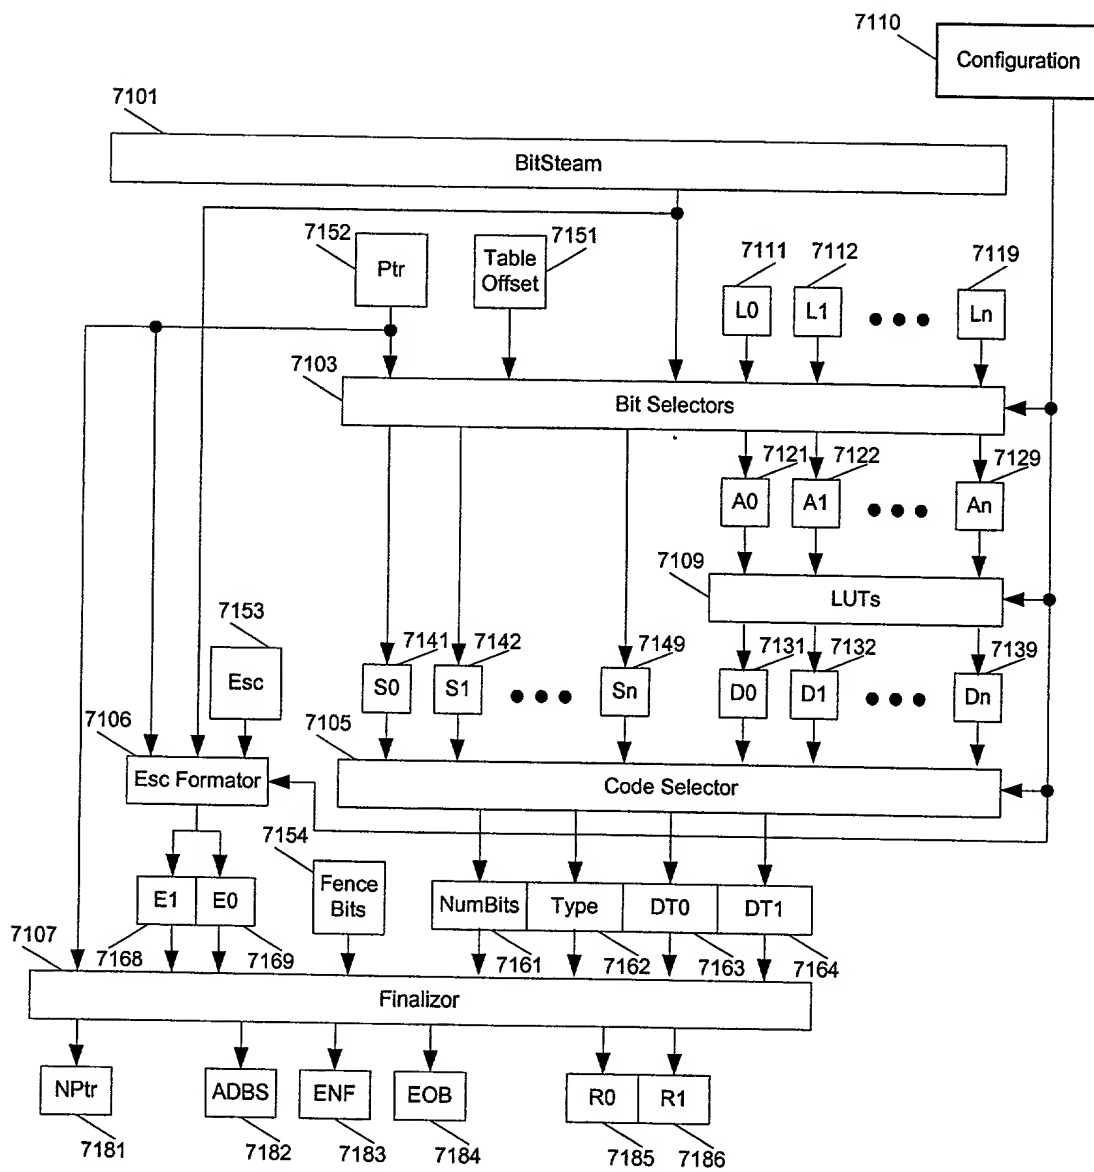 7110
Configuration
7101
BitSteam
7152
Ptr
7151
Table
Offset
7111
7112
7119
L0
L1
Ln
7103
Bit Selectors
7121
7122
7129
A0
A1
An
7109
LUTs
7153
Esc
7141
7142
7149
7131
7132
7139
S0
S1
Sn
D0
D1
Dn
7106
Esc Formator
7105
Code Selector
7154
Fence
Bits
E1
E0
NumBits
Type
DT0
DT1
7107
7168
7169
7161
7162
7163
7164
Finalizor
NPtr
ADBS
ENF
EOB
R0
R1
7181
7182
7183
7184
7185
7186